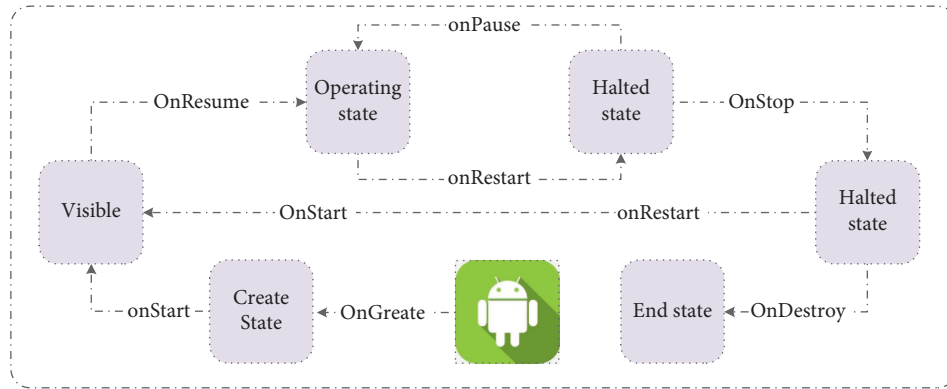 onPause
Operating
state
Halted
state
OnResume
OnStop
onRestart
Visible
OnStart
onRestart
Halted
state
onStart
Create
State
OnGreate
End state
OnDestroy